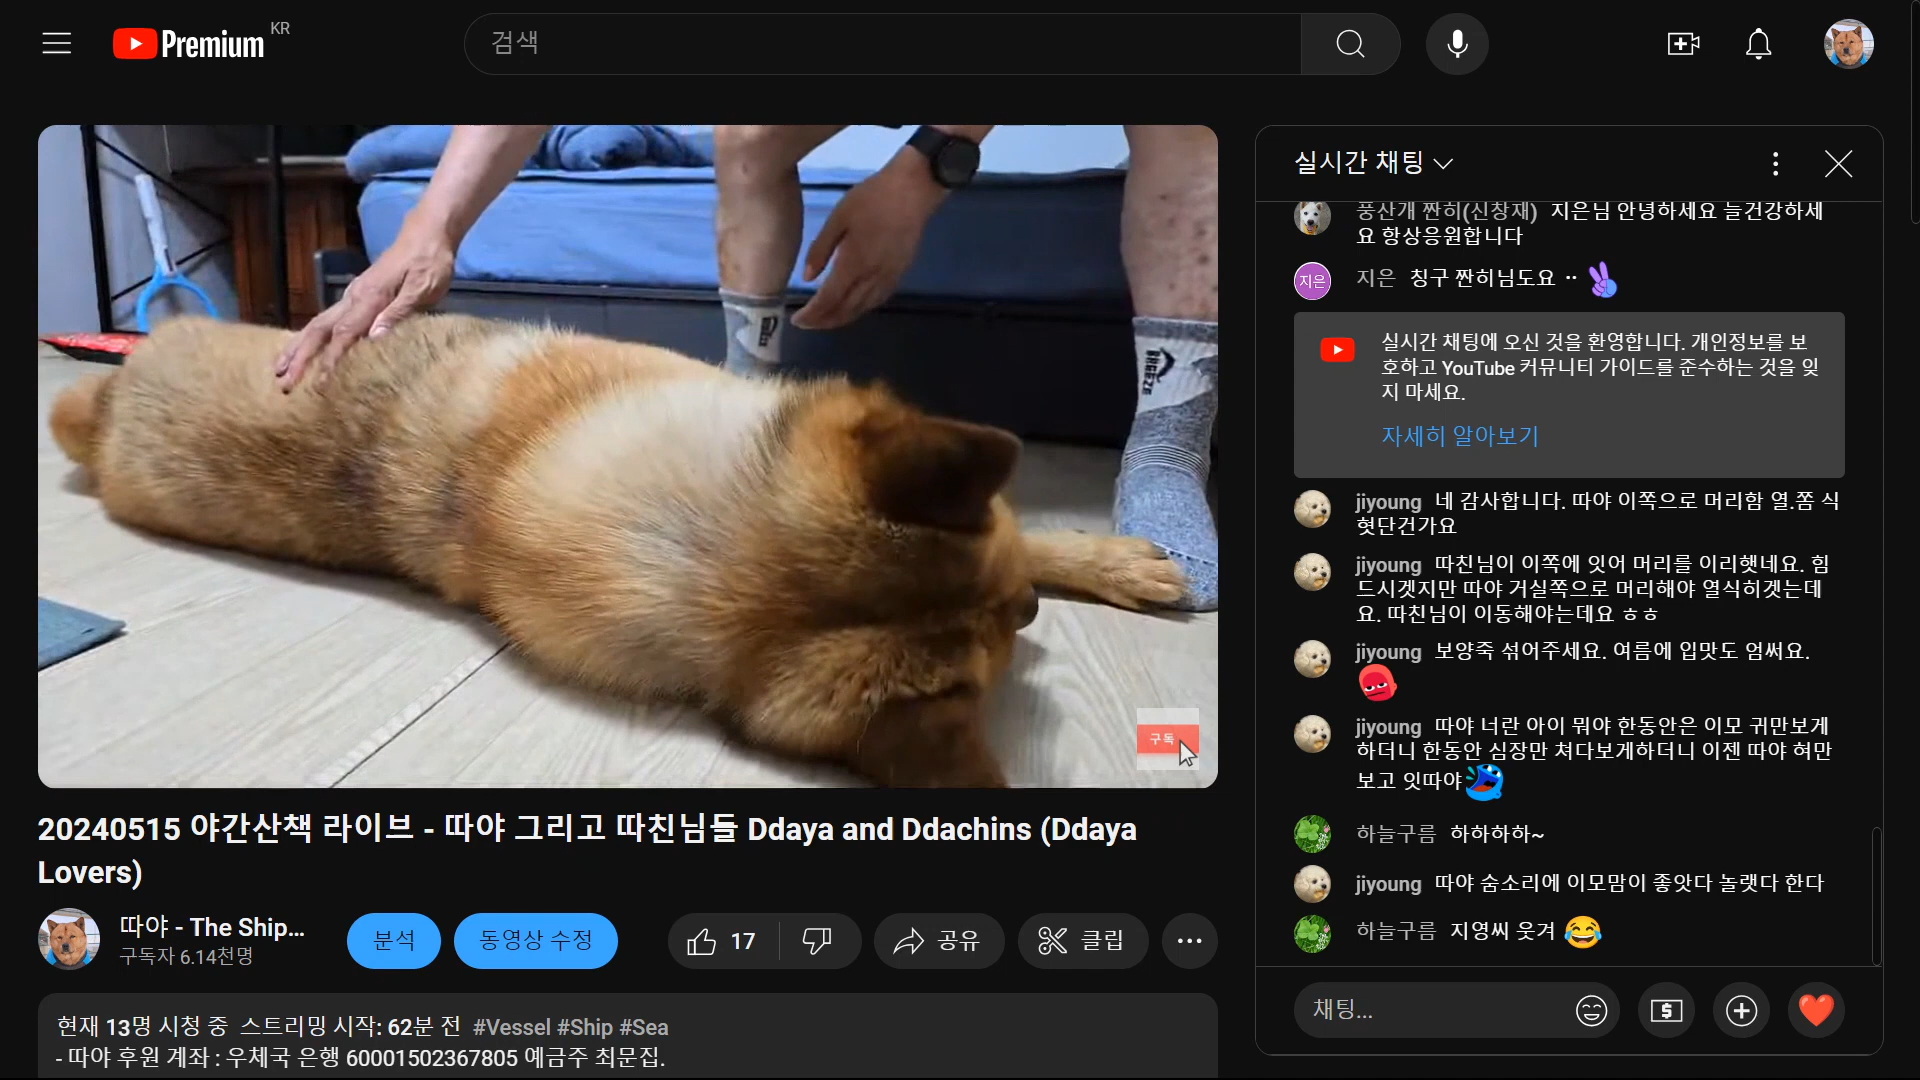 Premium KR
검색
실시간 채팅
풍산개 짠히(신창재) 지은님 안녕하세요 늘건강하세
요 항상응원합니다
지은 지은 칭구 짠히님도요 ··
실시간 채팅에 오신 것을 환영합니다. 개인정보를 보
호하고 YouTube 커뮤니티 가이드를 준수하는 것을 잊
지 마세요.
자세히 알아보기
jiyoung 네 감사합니다. 따야 이쪽으로 머리함 열.쫌 식
혓단건가요
jiyoung 따친님이 이쪽에 잇어 머리를 이리햇네요. 힘
드시겟지만 따야 거실쪽으로 머리해야 열식히겟는데
요. 따친님이 이동해야는데요 ㅎㅎ
jiyoung 보양죽 섞어주세요. 여름에 입맛도 엄써요.
jiyoung 따야 너란 아이 뭐야 한동안은 이모 귀만보게
하더니 한동안 심장만 처다보게하더니 이젠 따야 혀만
보고 잇따야
하늘구름 하하하하~
jiyoung 따야 숨소리에 이모맘이 좋앗다 놀랫다 한다
하늘구름 지영씨 웃겨
채팅...
BREEZE
구독
20240515 야간산책 라이브 - 따야 그리고 따친님들 Ddaya and Ddachins (Ddaya
Lovers)
따야 - The Ship...
구독자 6.14천명
분석
동영상 수정
17
공유
클립
현재 13명 시청 중 스트리밍 시작: 62분 전 #Vessel #Ship #Sea
- 따야 후원 계좌 : 우체국 은행 60001502367805 예금주 최문집.